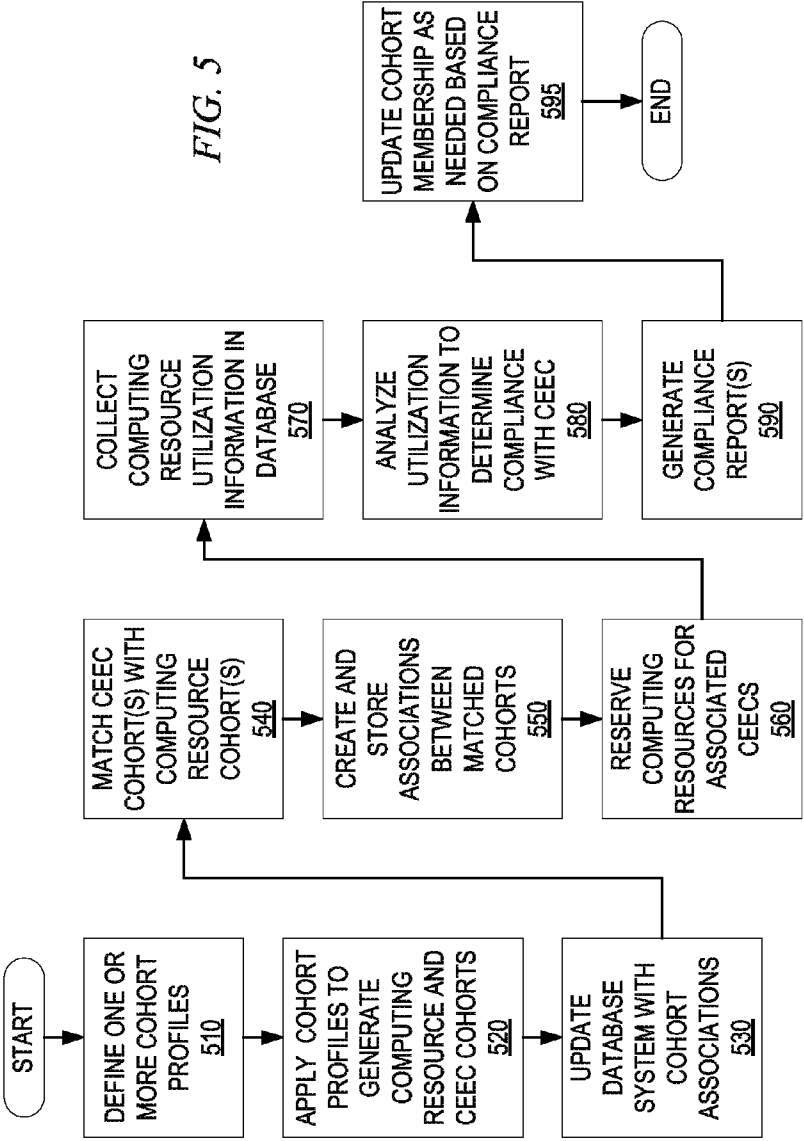 FIG. 5
START
DEFINE ONE OR
MORE COHORT
PROFILES
510
APPLY COHORT
PROFILES TO
GENERATE
COMPUTING
RESOURCE AND
CEEC COHORTS
520
UPDATE
DATABASE
SYSTEM WITH
COHORT
ASSOCIATIONS
530
MATCH CEEC
COHORT(S) WITH
COMPUTING
RESOURCE
COHORT(S)
540
CREATE AND
STORE
ASSOCIATIONS
BETWEEN
MATCHED
COHORTS
550
RESERVE
COMPUTING
RESOURCES FOR
ASSOCIATED
CEECS
560
COLLECT
COMPUTING
RESOURCE
UTILIZATION
INFORMATION IN
DATABASE
570
ANALYZE
UTILIZATION
INFORMATION TO
DETERMINE
COMPLIANCE
WITH CEEC
580
GENERATE
COMPLIANCE
REPORT(S)
590
UPDATE COHORT
MEMBERSHIP AS
NEEDED BASED
ON COMPLIANCE
REPORT
595
END